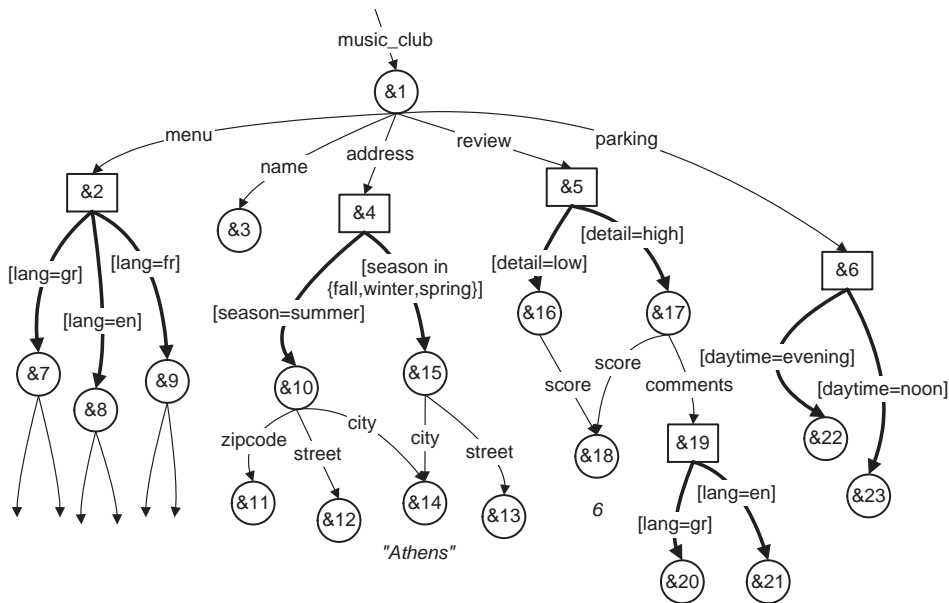 music_club
&1
menu
name
address
review
parking
&2
&3
&4
&5
&6
[lang=gr]
[lang=fr]
[lang=en]
[season in
{fall,winter,spring}]
[season=summer]
[detail=low]
[detail=high]
[daytime=evening]
[daytime=noon]
&7
&8
&9
&10
&15
&16
&17
&22
&23
zipcode
street
city
city
street
score
score
comments
&11
&12
&14
&13
&18
&19
"Athens"
6
[lang=gr]
[lang=en]
&20
&21